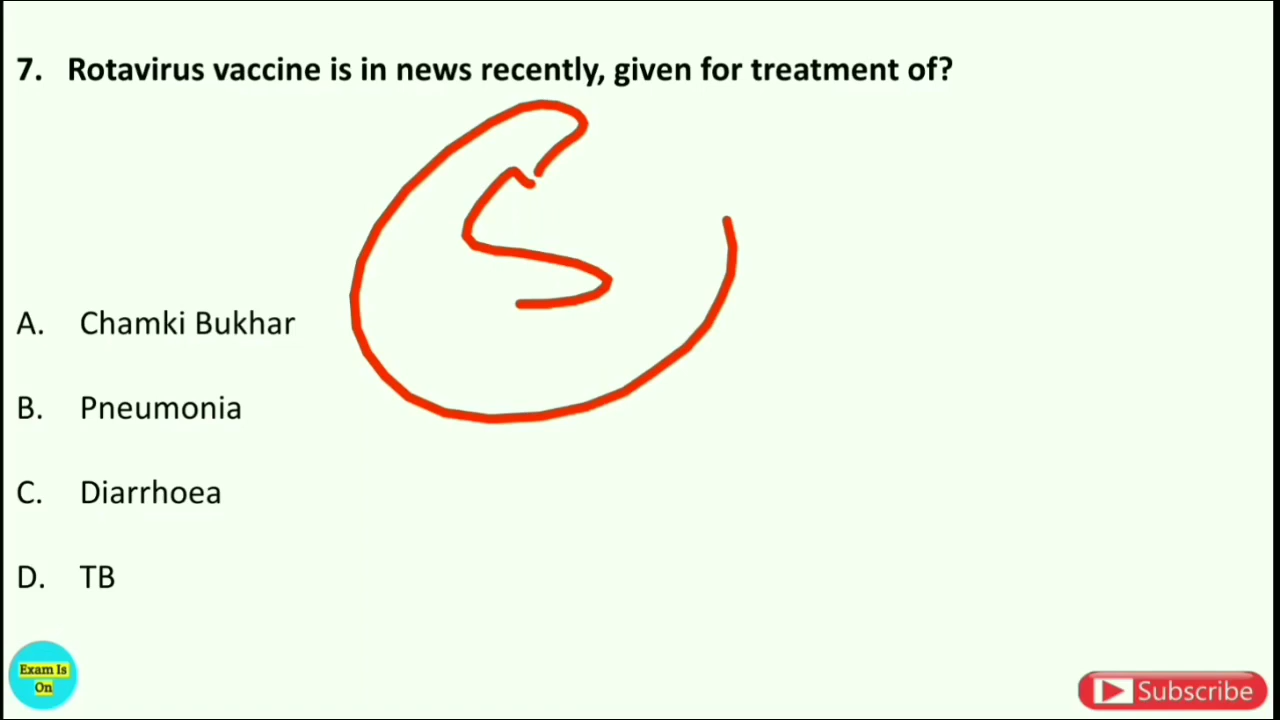 7. Rotavirus vaccine is in news recently, given for treatment of?
A. Chamki Bukhar
B. Pneumonia
C. Diarrhoea
D. TB
Exam Is
On
Subscribe